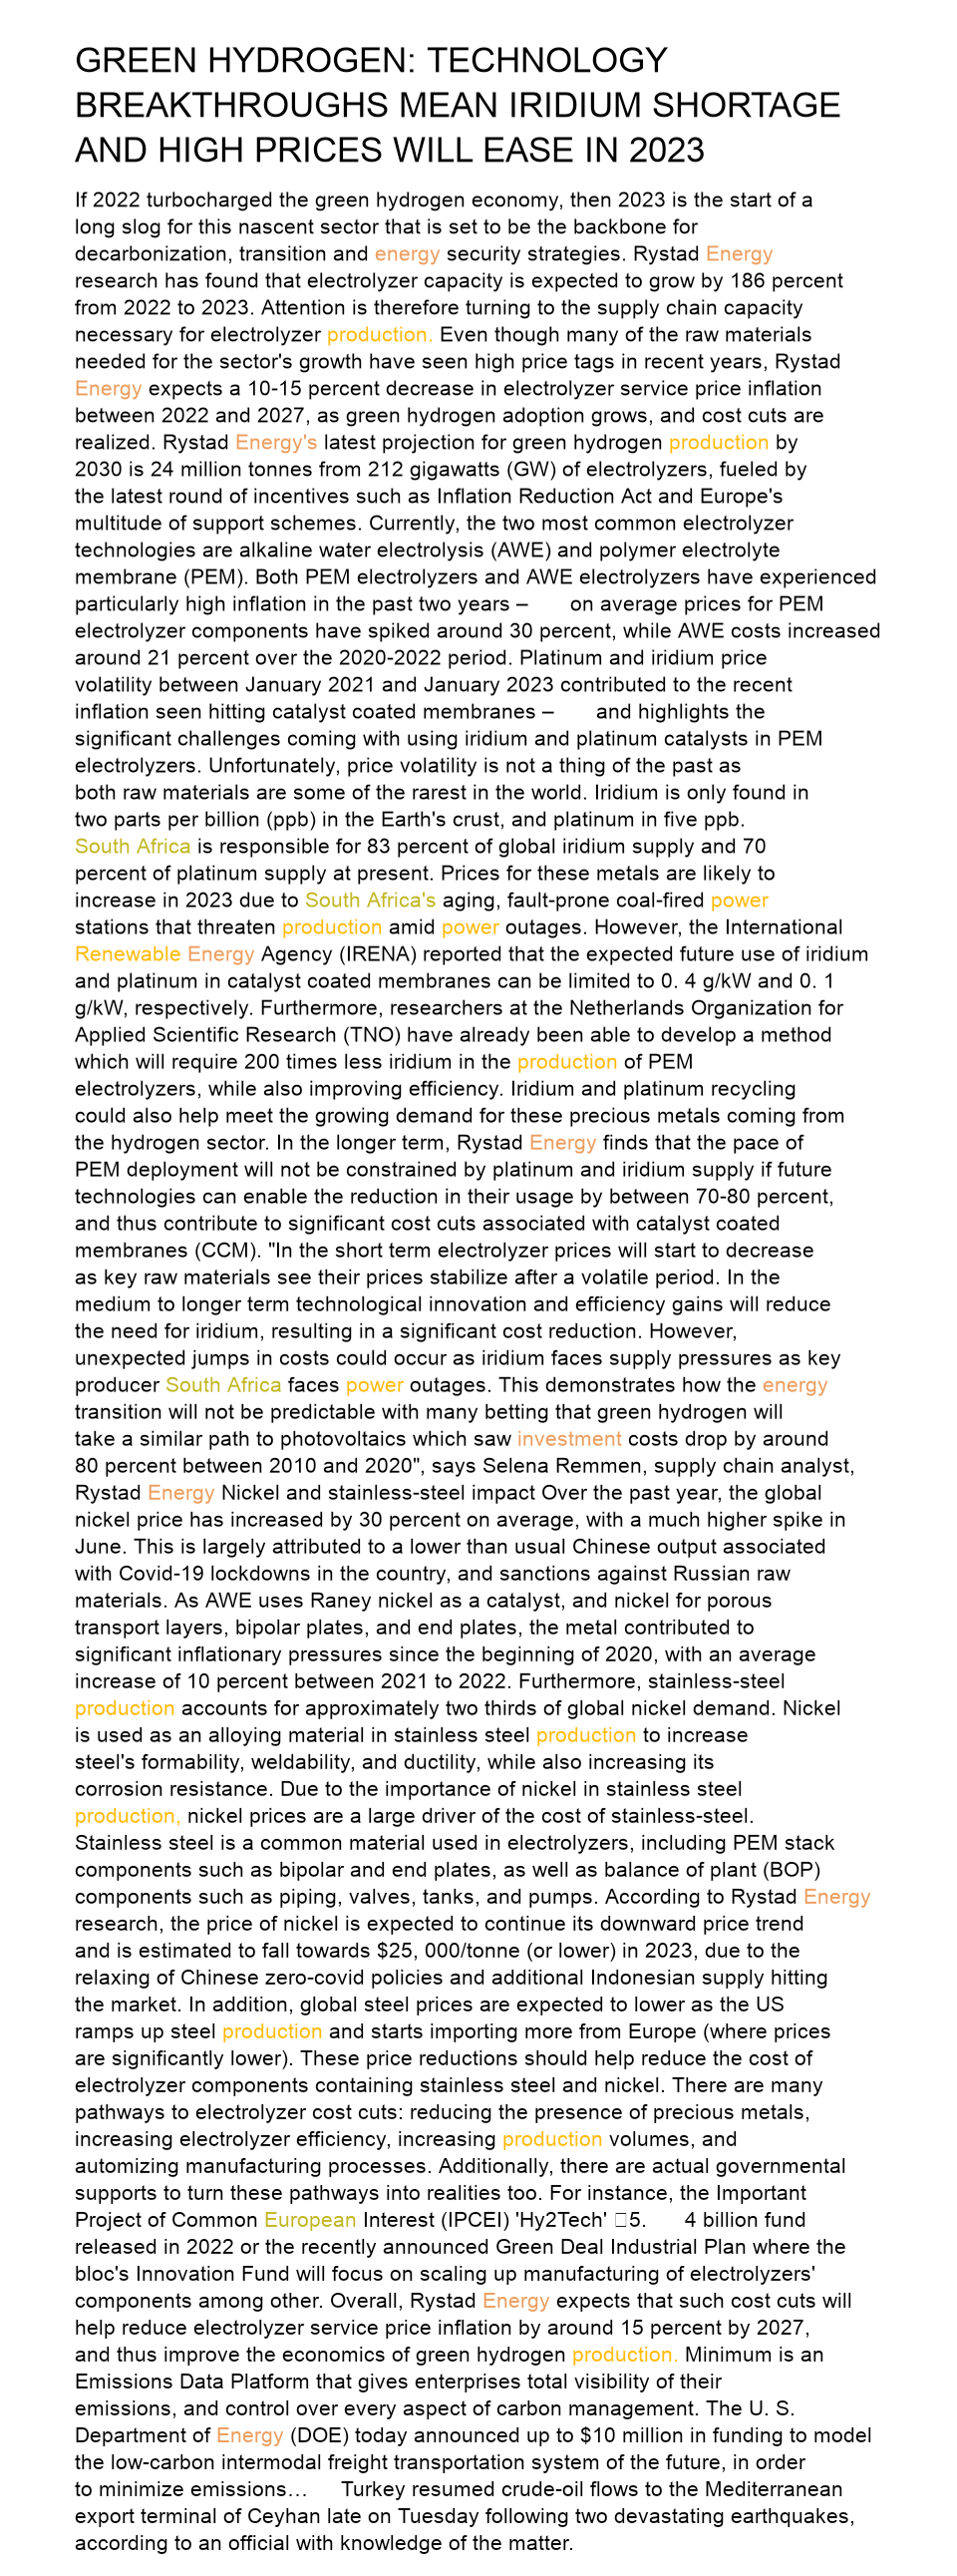 GREEN HYDROGEN: TECHNOLOGY
BREAKTHROUGHS MEAN IRIDIUM SHORTAGE
AND HIGH PRICES WILL EASE IN 2023
If 2022 turbocharged the green hydrogen economy, then 2023 is the start of a
long slog for this nascent sector that is set to be the backbone for
decarbonization, transition and energy security strategies. Rystad Energy
research has found that electrolyzer capacity is expected to grow by 186 percent
from 2022 to 2023. Attention is therefore turning to the supply chain capacity
necessary for electrolyzer production. Even though many of the raw materials
needed for the sector's growth have seen high price tags in recent years, Rystad
Energy expects a 10-15 percent decrease in electrolyzer service price inflation
between 2022 and 2027, as green hydrogen adoption grows, and cost cuts are
realized. Rystad Energy's latest projection for green hydrogen production by
2030 is 24 million tonnes from 212 gigawatts (GW) of electrolyzers, fueled by
the latest round of incentives such as Inflation Reduction Act and Europe's
multitude of support schemes. Currently, the two most common electrolyzer
technologies are alkaline water electrolysis (AWE) and polymer electrolyte
membrane (PEM). Both PEM electrolyzers and AWE electrolyzers have experienced
particularly high inflation in the past two years – on average prices for PEM
electrolyzer components have spiked around 30 percent, while AWE costs increased
around 21 percent over the 2020-2022 period. Platinum and iridium price
volatility between January 2021 and January 2023 contributed to the recent
inflation seen hitting catalyst coated membranes – and highlights the
significant challenges coming with using iridium and platinum catalysts in PEM
electrolyzers. Unfortunately, price volatility is not a thing of the past as
both raw materials are some of the rarest in the world. Iridium is only found in
two parts per billion (ppb) in the Earth's crust, and platinum in five ppb.
South Africa is responsible for 83 percent of global iridium supply and 70
percent of platinum supply at present. Prices for these metals are likely to
increase in 2023 due to South Africa's aging, fault-prone coal-fired power
stations that threaten production amid power outages. However, the International
Renewable Energy Agency (IRENA) reported that the expected future use of iridium
and platinum in catalyst coated membranes can be limited to 0. 4 g/kW and 0. 1
g/kW, respectively. Furthermore, researchers at the Netherlands Organization for
Applied Scientific Research (TNO) have already been able to develop a method
which will require 200 times less iridium in the production of PEM
electrolyzers, while also improving efficiency. Iridium and platinum recycling
could also help meet the growing demand for these precious metals coming from
the hydrogen sector. In the longer term, Rystad Energy finds that the pace of
PEM deployment will not be constrained by platinum and iridium supply if future
technologies can enable the reduction in their usage by between 70-80 percent,
and thus contribute to significant cost cuts associated with catalyst coated
membranes (CCM). "In the short term electrolyzer prices will start to decrease
as key raw materials see their prices stabilize after a volatile period. In the
medium to longer term technological innovation and efficiency gains will reduce
the need for iridium, resulting in a significant cost reduction. However,
unexpected jumps in costs could occur as iridium faces supply pressures as key
producer South Africa faces power outages. This demonstrates how the energy
transition will not be predictable with many betting that green hydrogen will
take a similar path to photovoltaics which saw investment costs drop by around
80 percent between 2010 and 2020", says Selena Remmen, supply chain analyst,
Rystad Energy Nickel and stainless-steel impact Over the past year, the global
nickel price has increased by 30 percent on average, with a much higher spike in
June. This is largely attributed to a lower than usual Chinese output associated
with Covid-19 lockdowns in the country, and sanctions against Russian raw
materials. As AWE uses Raney nickel as a catalyst, and nickel for porous
transport layers, bipolar plates, and end plates, the metal contributed to
significant inflationary pressures since the beginning of 2020, with an average
increase of 10 percent between 2021 to 2022. Furthermore, stainless-steel
production accounts for approximately two thirds of global nickel demand. Nickel
is used as an alloying material in stainless steel production to increase
steel's formability, weldability, and ductility, while also increasing its
corrosion resistance. Due to the importance of nickel in stainless steel
production, nickel prices are a large driver of the cost of stainless-steel.
Stainless steel is a common material used in electrolyzers, including PEM stack
components such as bipolar and end plates, as well as balance of plant (BOP)
components such as piping, valves, tanks, and pumps. According to Rystad Energy
research, the price of nickel is expected to continue its downward price trend
and is estimated to fall towards $25, 000/tonne (or lower) in 2023, due to the
relaxing of Chinese zero-covid policies and additional Indonesian supply hitting
the market. In addition, global steel prices are expected to lower as the US
ramps up steel production and starts importing more from Europe (where prices
are significantly lower). These price reductions should help reduce the cost of
electrolyzer components containing stainless steel and nickel. There are many
pathways to electrolyzer cost cuts: reducing the presence of precious metals,
increasing electrolyzer efficiency, increasing production volumes, and
automizing manufacturing processes. Additionally, there are actual governmental
supports to turn these pathways into realities too. For instance, the Important
Project of Common European Interest (IPCEI) 'Hy2Tech' □5. 4 billion fund
released in 2022 or the recently announced Green Deal Industrial Plan where the
bloc's Innovation Fund will focus on scaling up manufacturing of electrolyzers'
components among other. Overall, Rystad Energy expects that such cost cuts will
help reduce electrolyzer service price inflation by around 15 percent by 2027,
and thus improve the economics of green hydrogen production. Minimum is an
Emissions Data Platform that gives enterprises total visibility of their
emissions, and control over every aspect of carbon management. The U. S.
Department of Energy (DOE) today announced up to $10 million in funding to model
the low-carbon intermodal freight transportation system of the future, in order
to minimize emissions… Turkey resumed crude-oil flows to the Mediterranean
export terminal of Ceyhan late on Tuesday following two devastating earthquakes,
according to an official with knowledge of the matter.